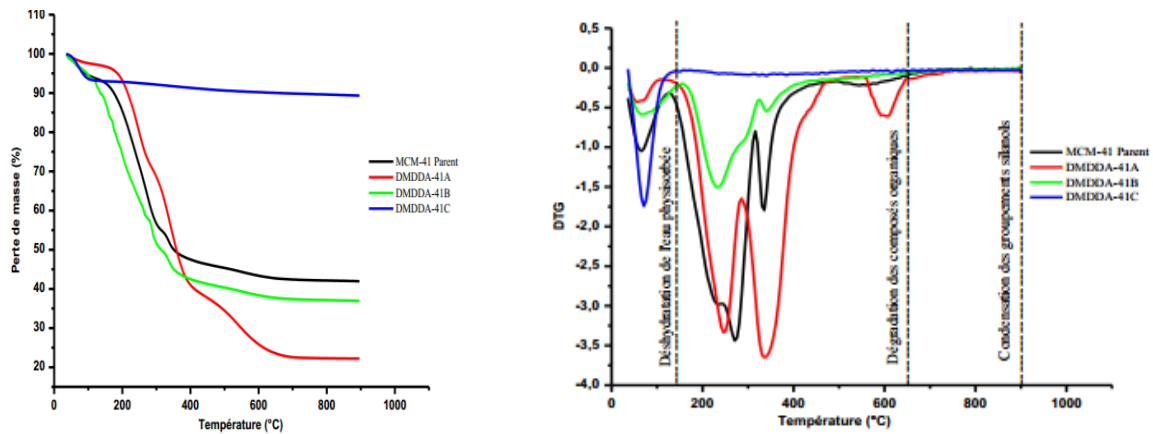 110
100
90
80
70
60
50
40
30
20
Perte de masse (%)
MCM-41 Parent
DMDDA-41A
DMDDA-41B
DMDDA-41C
0
200
400
600
800
1000
Température (°C)
0,5
0,0
-0,5
-1,0
-1,5
-2,0
-2,5
-3,0
-3,5
-4,0
DTG
Déshydratation de l'eau physisorbée
Dégradition des composés organiques
Condensation des groupements silanols
MCM-41 Parent
DMDDA-41A
DMDDA-41B
DMDDA-41C
0
200
400
600
800
1000
Température (°C)